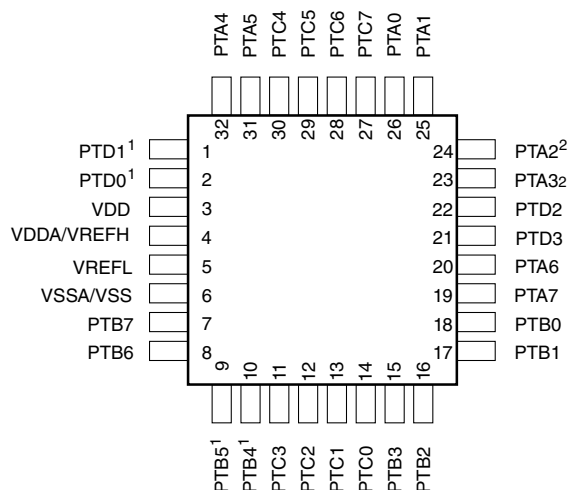 PTA4 PTA5 PTC4 PTC5 PTC6 PTC7 PTA0 PTA1
32 31 30 29 28 27 26 25
PTD1¹ 1 24 PTA2²
PTD0¹ 2 23 PTA32
VDD 3 22 PTD2
VDDA/VREFH 4 21 PTD3
VREFL 5 20 PTA6
VSSA/VSS 6 19 PTA7
PTB7 7 18 PTB0
PTB6 8 17 PTB1
9 10 11 12 13 14 15 16
PTB5¹ PTB4¹ PTC3 PTC2 PTC1 PTC0 PTB3 PTB2